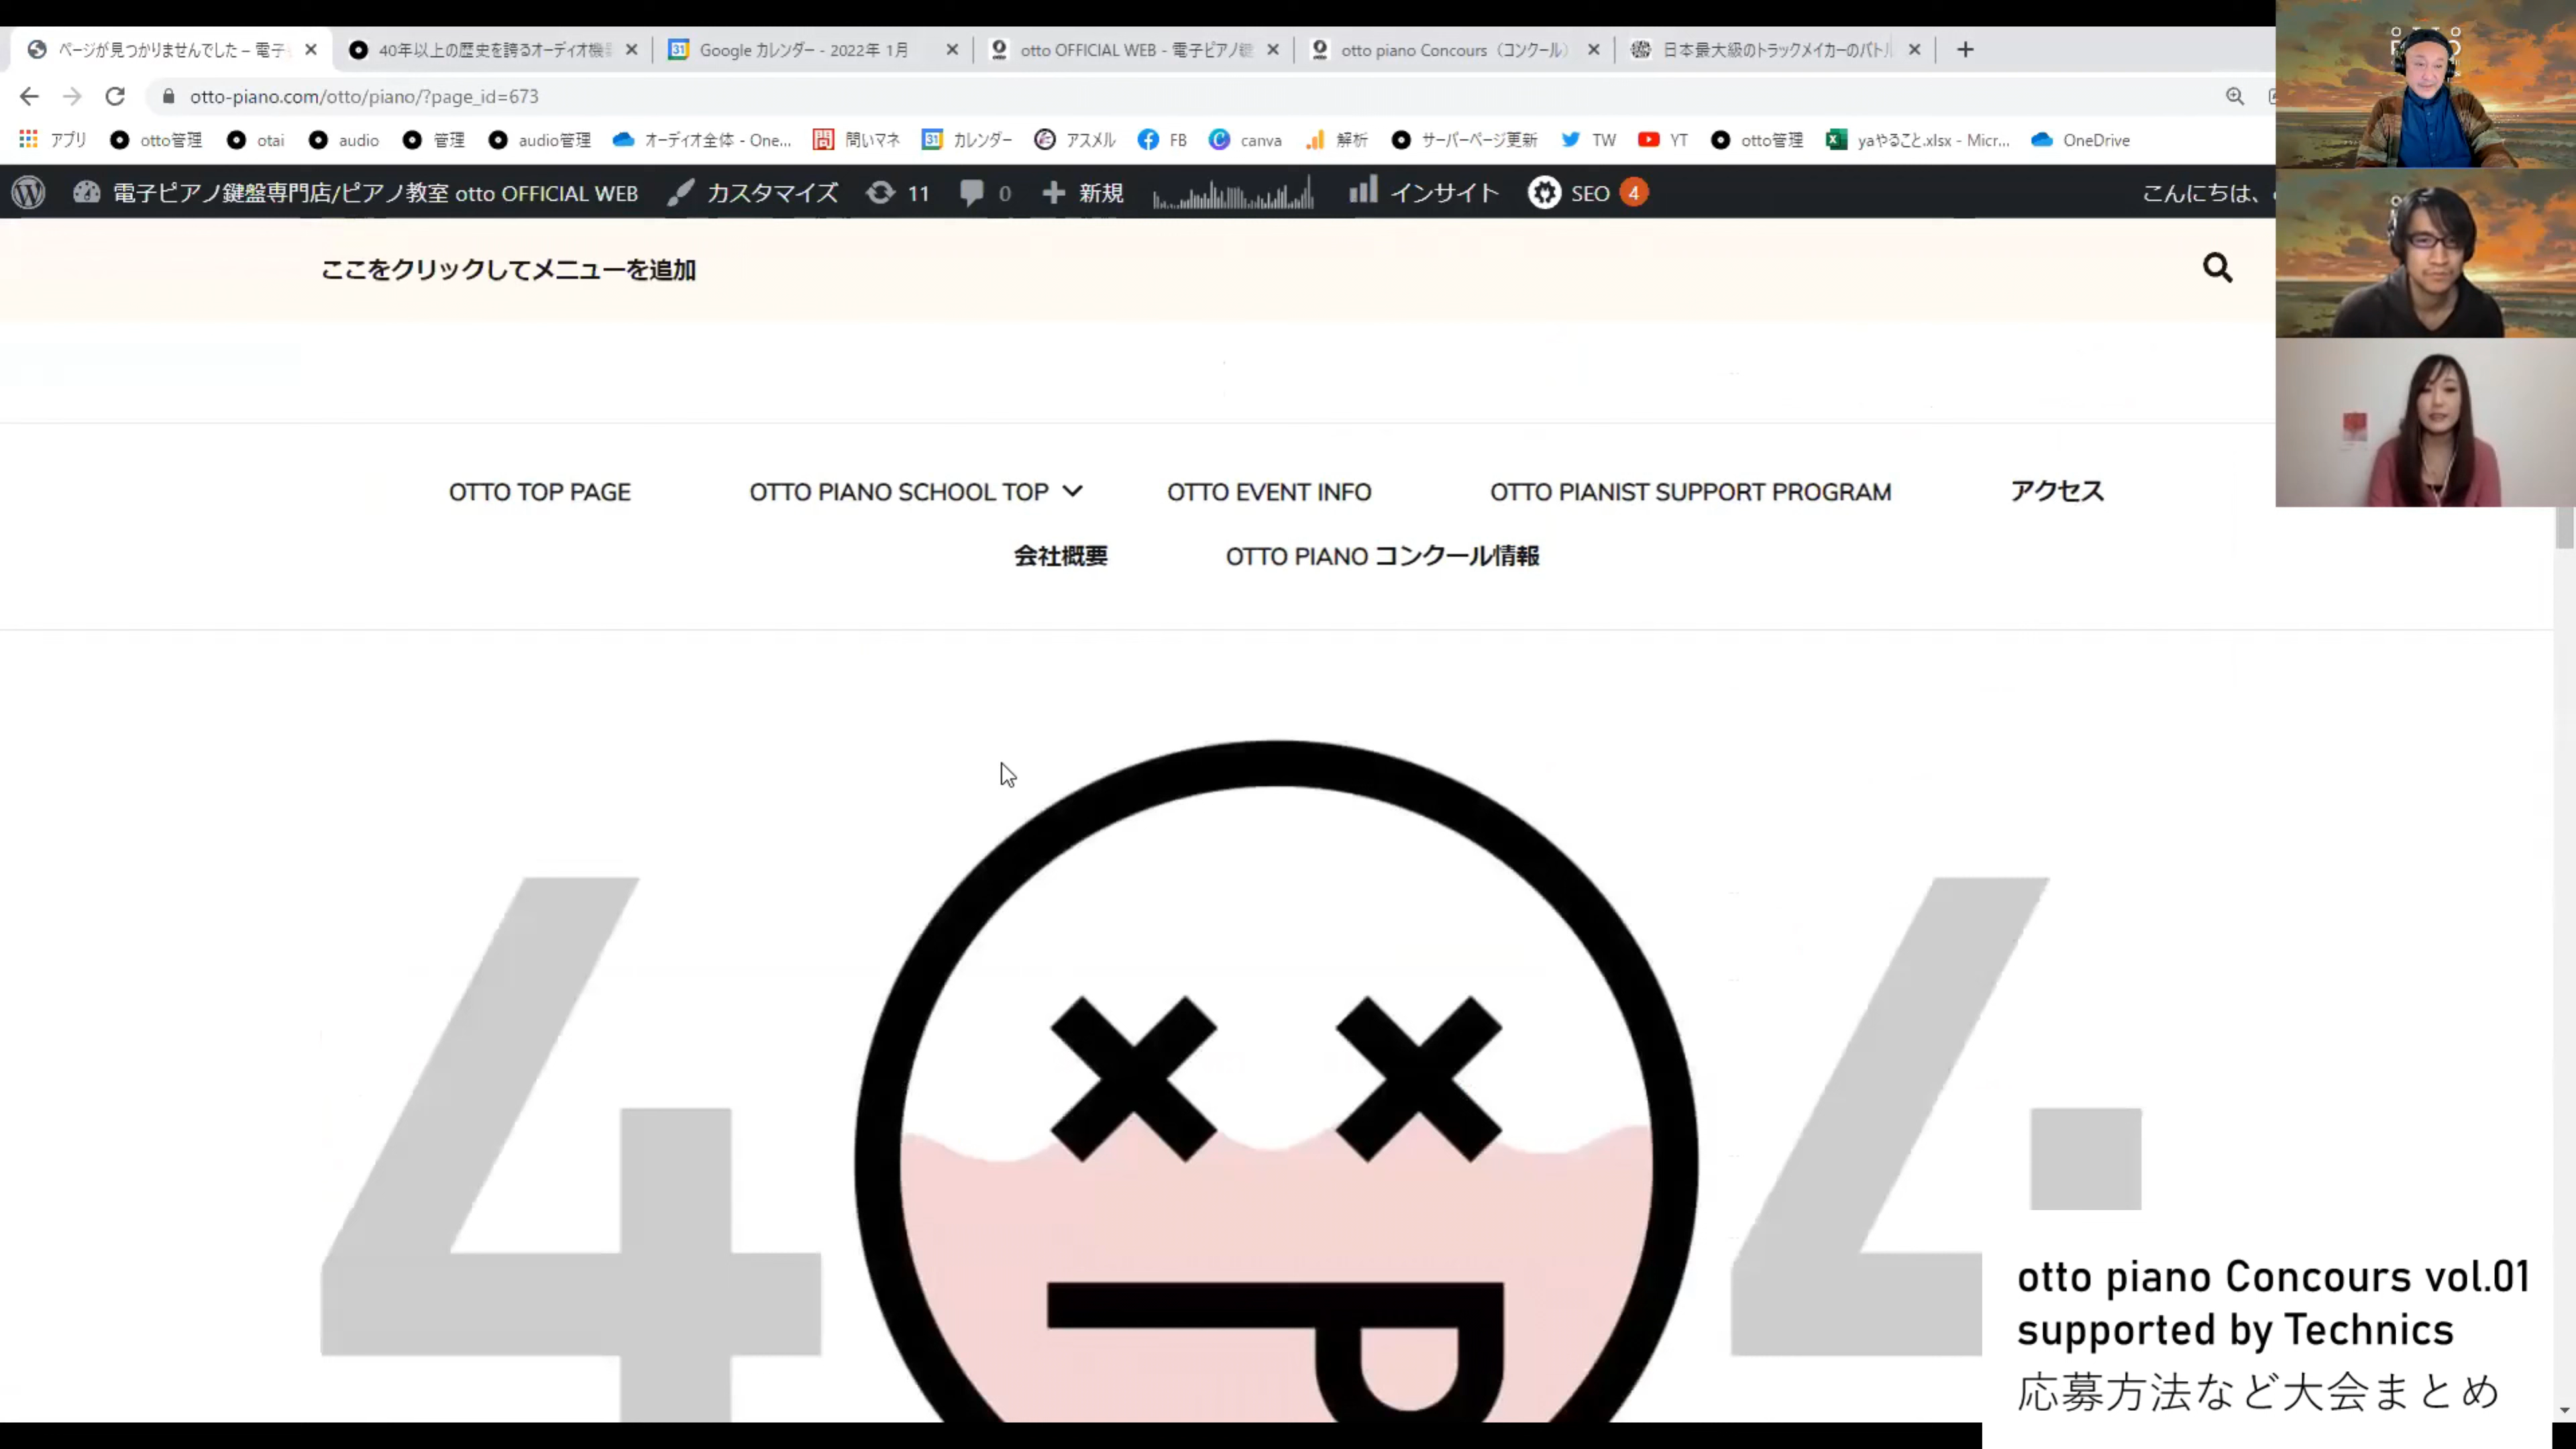 ページが見つかりませんでした – 電子
40年以上の歴史を誇るオーディオ機
Google カレンダー - 2022年 1月
otto OFFICIAL WEB - 電子ピアノ鍵
otto piano Concours（コンクール）
日本最大級のトラックメイカーのバトル
otto-piano.com/otto/piano/?page_id=673
アプリ otto管理 otai audio 管理 audio管理 オーディオ全体 - One... 問いマネ カレンダー アスメル FB canva 解析 サーバーページ更新 TW YT otto管理 yaやること.xlsx - Micr... OneDrive
電子ピアノ鍵盤専門店/ピアノ教室 otto OFFICIAL WEB カスタマイズ 11 0 新規 インサイト SEO 4 こんにちは、
ここをクリックしてメニューを追加
OTTO TOP PAGE OTTO PIANO SCHOOL TOP OTTO EVENT INFO OTTO PIANIST SUPPORT PROGRAM アクセス
会社概要 OTTO PIANO コンクール情報
4 4
otto piano Concours vol.01
supported by Technics
応募方法など大会まとめ